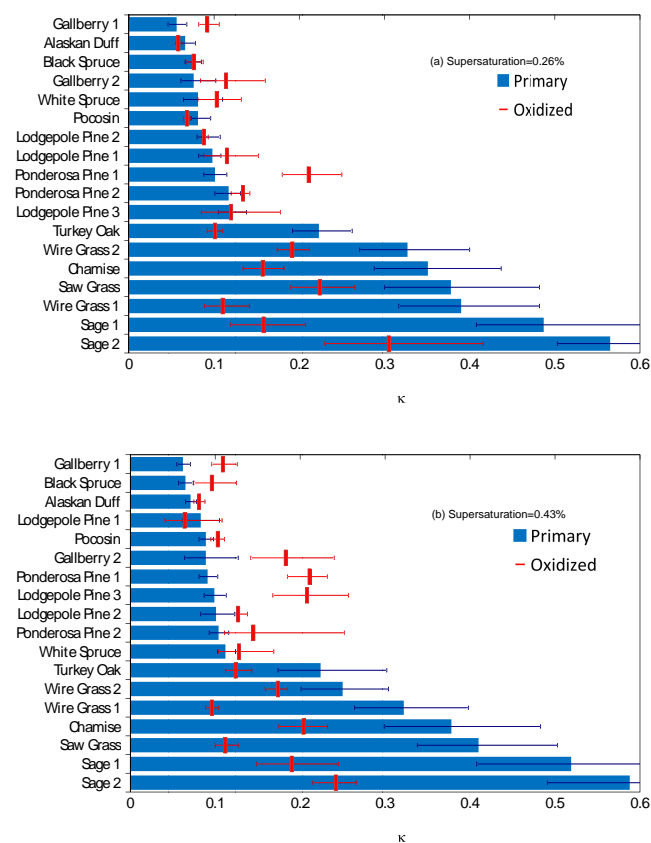 Gallberry 1
Alaskan Duff
Black Spruce
(a) Supersaturation=0.26%
Gallberry 2
Primary
White Spruce
Oxidized
Pocosin
Lodgepole Pine 2
Lodgepole Pine 1
Ponderosa Pine 1
Ponderosa Pine 2
Lodgepole Pine 3
Turkey Oak
Wire Grass 2
Chamise
Saw Grass
Wire Grass 1
Sage 1
Sage 2
0 0.1 0.2 0.3 0.4 0.5 0.6
κ
Gallberry 1
Black Spruce
Alaskan Duff
Lodgepole Pine 1
(b) Supersaturation=0.43%
Pocosin
Primary
Gallberry 2
Oxidized
Ponderosa Pine 1
Lodgepole Pine 3
Lodgepole Pine 2
Ponderosa Pine 2
White Spruce
Turkey Oak
Wire Grass 2
Wire Grass 1
Chamise
Saw Grass
Sage 1
Sage 2
0 0.1 0.2 0.3 0.4 0.5 0.6
κ